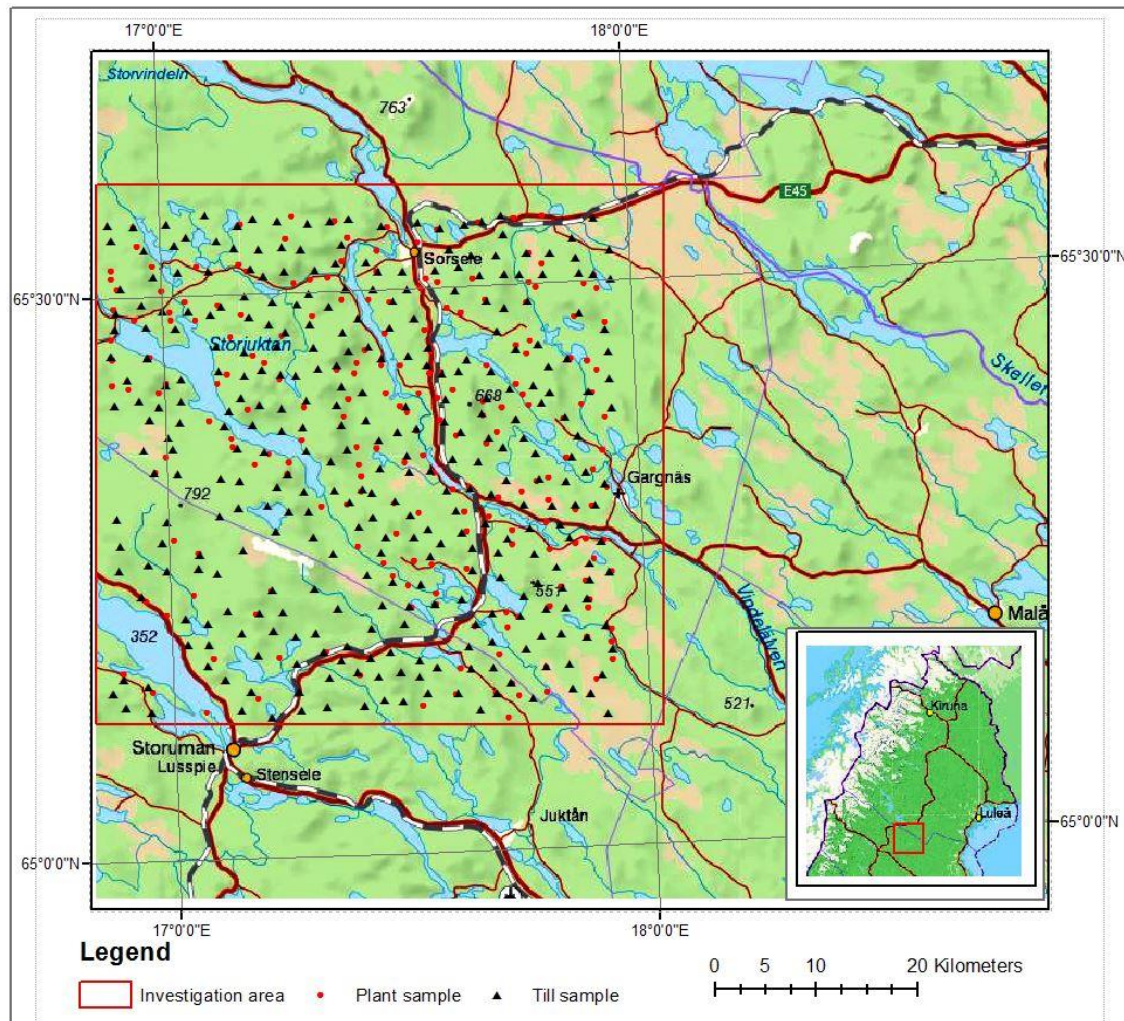 17°0'0"E 18°0'0"E
Storvindeln
763
E45
Sorsele
65°30'0"N
65°30'0"N
Storjuktan
Skellef
668
Gargnäs
792
551
Vindelälven
Malå
352
521
Storuman
Lusspie
Stensele
Juktån
Kiruna
Luleå
65°0'0"N
65°0'0"N
17°0'0"E 18°0'0"E
Legend
Investigation area Plant sample Till sample
0 5 10 20 Kilometers